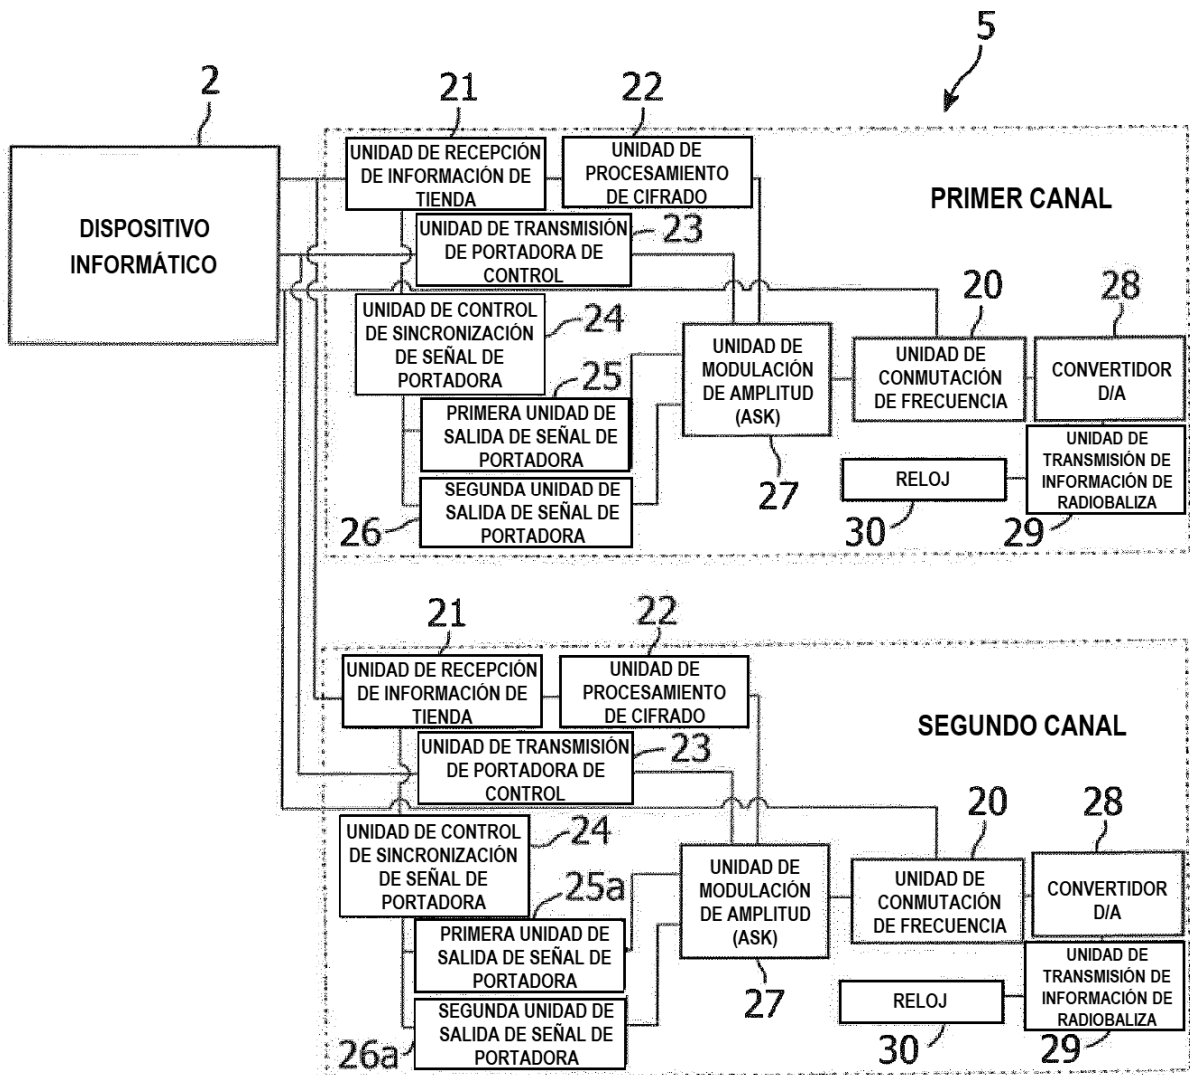 5
2
21
22
DISPOSITIVO
INFORMÁTICO
UNIDAD DE RECEPCIÓN
DE INFORMACIÓN DE
TIENDA
UNIDAD DE
PROCESAMIENTO
DE CIFRADO
PRIMER CANAL
UNIDAD DE TRANSMISIÓN
DE PORTADORA DE
CONTROL
23
UNIDAD DE CONTROL
DE SINCRONIZACIÓN
DE SEÑAL DE
PORTADORA
24
20
28
UNIDAD DE
MODULACIÓN
DE AMPLITUD
(ASK)
UNIDAD DE
CONMUTACIÓN
DE FRECUENCIA
CONVERTIDOR
D/A
25
PRIMERA UNIDAD DE
SALIDA DE SEÑAL DE
PORTADORA
27
UNIDAD DE
TRANSMISIÓN DE
INFORMACIÓN DE
RADIOBALIZA
RELOJ
SEGUNDA UNIDAD DE
SALIDA DE SEÑAL DE
PORTADORA
26
30
29
21
22
UNIDAD DE RECEPCIÓN
DE INFORMACIÓN DE
TIENDA
UNIDAD DE
PROCESAMIENTO
DE CIFRADO
SEGUNDO CANAL
UNIDAD DE TRANSMISIÓN
DE PORTADORA DE
CONTROL
23
UNIDAD DE CONTROL
DE SINCRONIZACIÓN
DE SEÑAL DE
PORTADORA
24
20
28
UNIDAD DE
MODULACIÓN
DE AMPLITUD
(ASK)
UNIDAD DE
CONMUTACIÓN
DE FRECUENCIA
CONVERTIDOR
D/A
25a
PRIMERA UNIDAD DE
SALIDA DE SEÑAL DE
PORTADORA
27
UNIDAD DE
TRANSMISIÓN DE
INFORMACIÓN DE
RADIOBALIZA
RELOJ
SEGUNDA UNIDAD DE
SALIDA DE SEÑAL DE
PORTADORA
26a
30
29